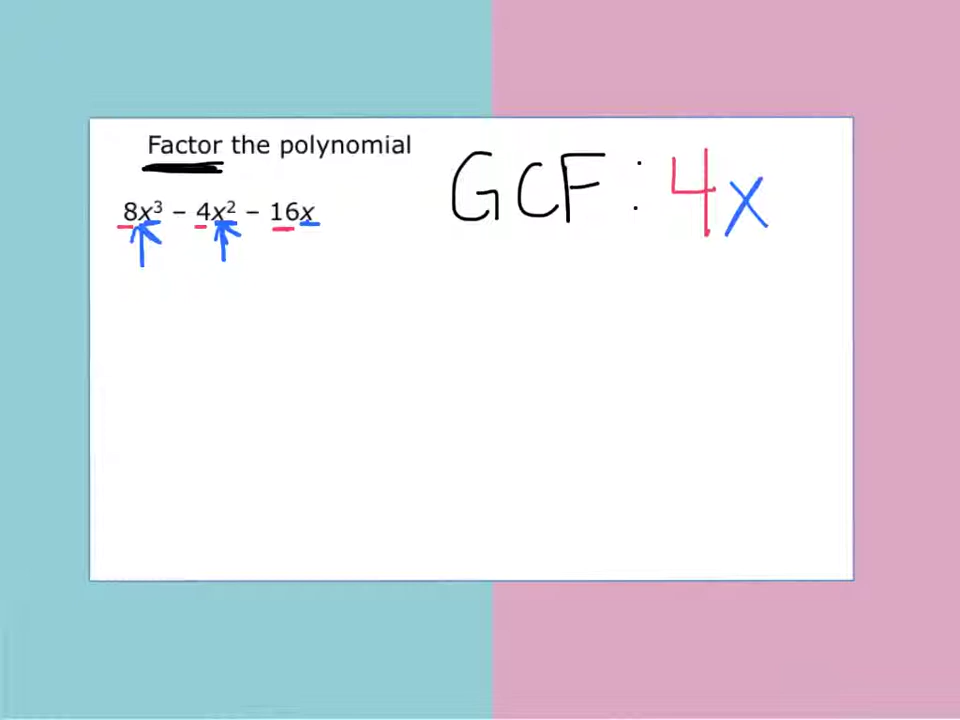 Factor the polynomial
8x³ – 4x² – 16x
GCF: 4x